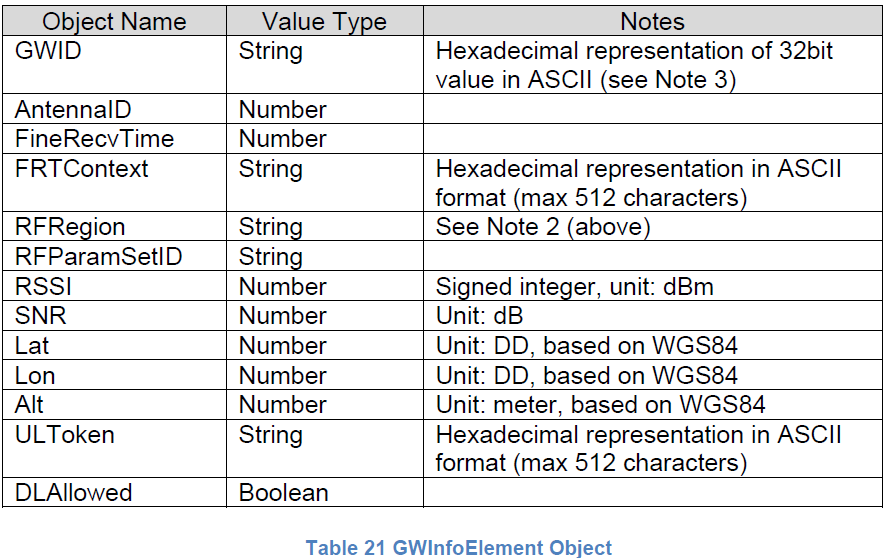 Object Name Value Type Notes
GWID String Hexadecimal representation of 32bit
value in ASCII (see Note 3)
AntennaID Number
FineRecvTime Number
FRTContext String Hexadecimal representation in ASCII
format (max 512 characters)
RFRegion String See Note 2 (above)
RFParamSetID String
RSSI Number Signed integer, unit: dBm
SNR Number Unit: dB
Lat Number Unit: DD, based on WGS84
Lon Number Unit: DD, based on WGS84
Alt Number Unit: meter, based on WGS84
ULToken String Hexadecimal representation in ASCII
format (max 512 characters)
DLAllowed Boolean
Table 21 GWInfoElement Object